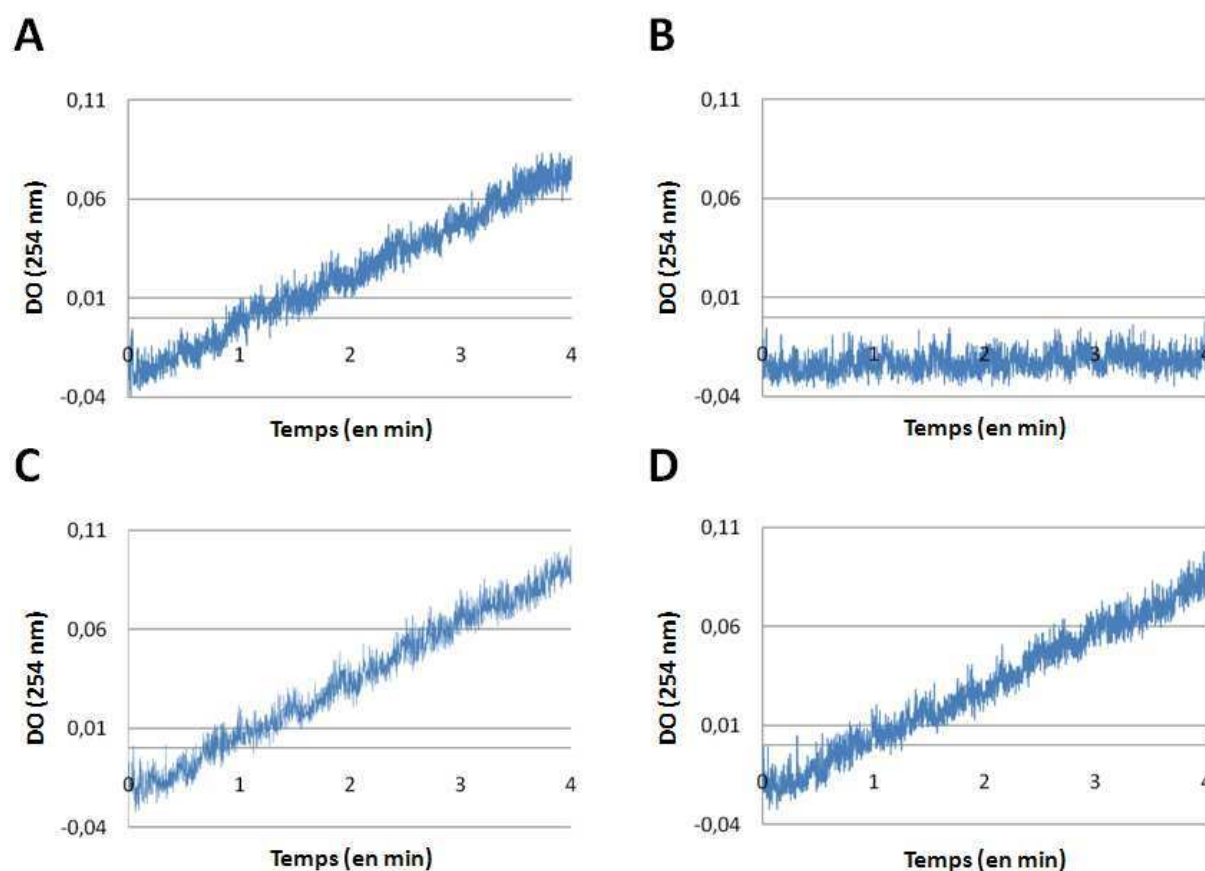 A
B
0,11
0,06
0,01
-0,04
DO (254 nm)
0 1 2 3 4
Temps (en min)
0,11
0,06
0,01
-0,04
DO (254 nm)
0 1 2 3 4
Temps (en min)
C
D
0,11
0,06
0,01
-0,04
DO (254 nm)
0 1 2 3 4
Temps (en min)
0,11
0,06
0,01
-0,04
DO (254 nm)
0 1 2 3 4
Temps (en min)